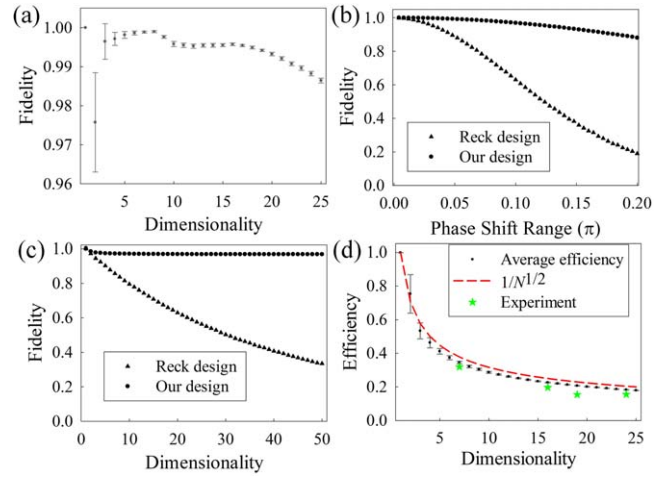 (a)
1.00
0.99
0.98
0.97
0.96
Fidelity
5 10 15 20 25
Dimensionality
(b)
1.0
0.8
0.6
0.4
0.2
0.0
Fidelity
Reck design
Our design
0.00 0.05 0.10 0.15 0.20
Phase Shift Range (π)
(c)
1.0
0.8
0.6
0.4
0.2
0.0
Fidelity
Reck design
Our design
0 10 20 30 40 50
Dimensionality
(d)
1.0
0.8
0.6
0.4
0.2
0.0
Efficiency
Average efficiency
1/N^1/2
Experiment
5 10 15 20 25
Dimensionality